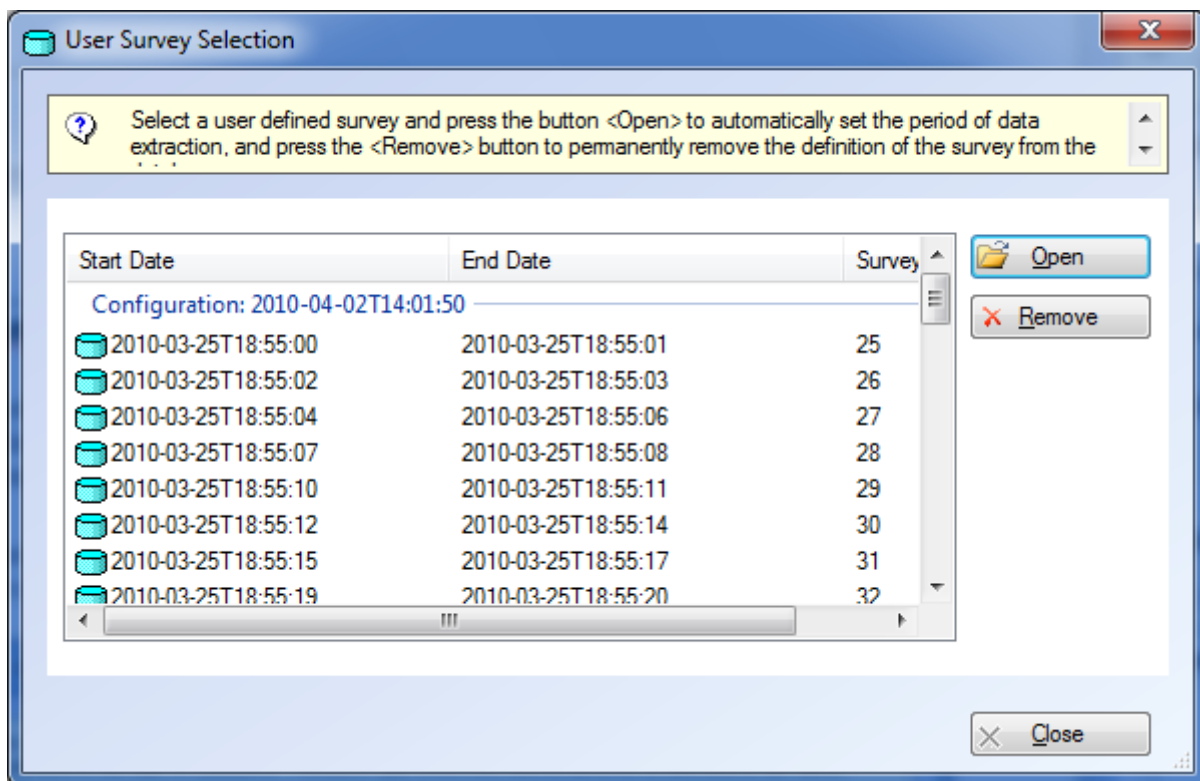 User Survey Selection
Select a user defined survey and press the button <Open> to automatically set the period of data
extraction, and press the <Remove> button to permanently remove the definition of the survey from the
Start Date End Date Survey
Configuration: 2010-04-02T14:01:50
2010-03-25T18:55:00 2010-03-25T18:55:01 25
2010-03-25T18:55:02 2010-03-25T18:55:03 26
2010-03-25T18:55:04 2010-03-25T18:55:06 27
2010-03-25T18:55:07 2010-03-25T18:55:08 28
2010-03-25T18:55:10 2010-03-25T18:55:11 29
2010-03-25T18:55:12 2010-03-25T18:55:14 30
2010-03-25T18:55:15 2010-03-25T18:55:17 31
2010-03-25T18:55:19 2010-03-25T18:55:20 32
Open
Remove
Close